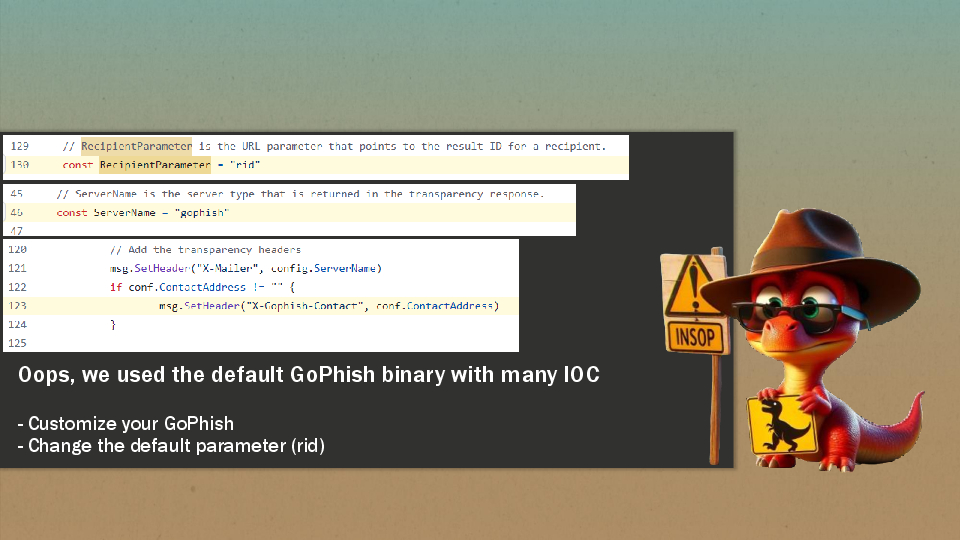 129 // RecipientParameter is the URL parameter that points to the result ID for a recipient.
130 const RecipientParameter = "rid"
45 // ServerName is the server type that is returned in the transparency response.
46 const ServerName = "gophish"
47
120 // Add the transparency headers
121 msg.SetHeader("X-Mailer", config.ServerName)
122 if conf.ContactAddress != "" {
123 msg.SetHeader("X-Gophish-Contact", conf.ContactAddress)
124 }
125
INSOP
Oops, we used the default GoPhish binary with many IOC
- Customize your GoPhish
- Change the default parameter (rid)